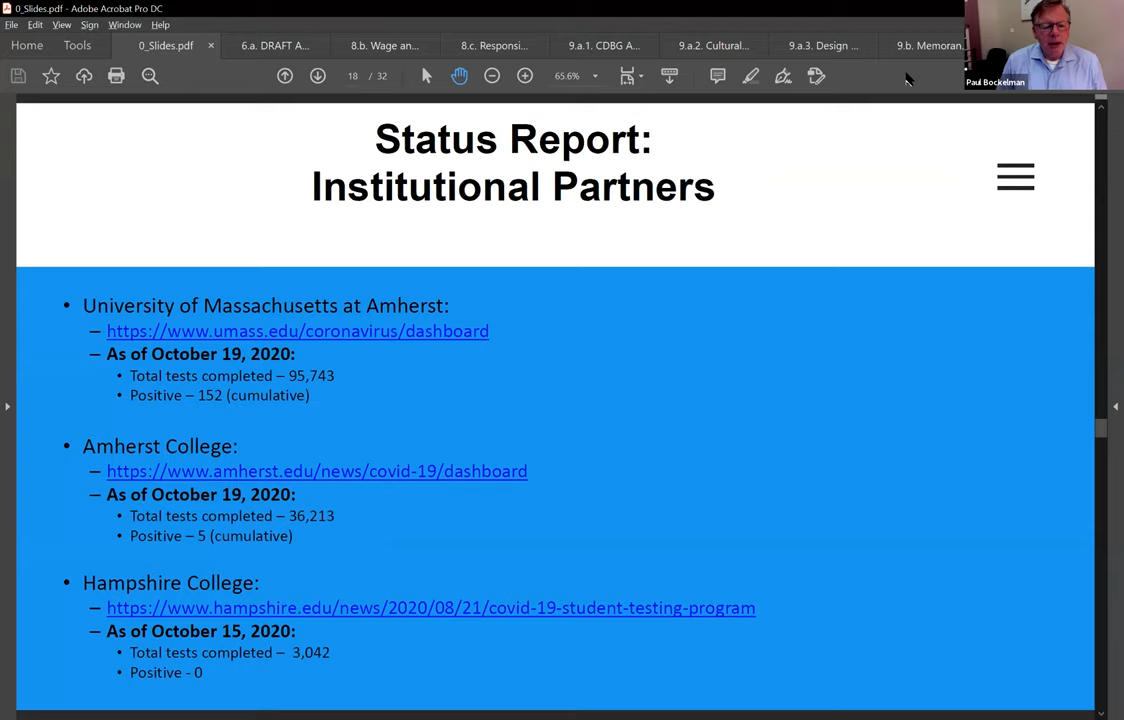 0_Slides.pdf - Adobe Acrobat Pro DC
File Edit View Sign Window Help
Home Tools 0_Slides.pdf × 6.a. DRAFT A... 8.b. Wage an... 8.c. Responsi... 9.a.1. CDBG A... 9.a.2. Cultural... 9.a.3. Design ... 9.b. Memoran...
18 / 32 65.6%
Paul Bockelman
Status Report:
Institutional Partners
• University of Massachusetts at Amherst:
– https://www.umass.edu/coronavirus/dashboard
– As of October 19, 2020:
• Total tests completed – 95,743
• Positive – 152 (cumulative)
• Amherst College:
– https://www.amherst.edu/news/covid-19/dashboard
– As of October 19, 2020:
• Total tests completed – 36,213
• Positive – 5 (cumulative)
• Hampshire College:
– https://www.hampshire.edu/news/2020/08/21/covid-19-student-testing-program
– As of October 15, 2020:
• Total tests completed – 3,042
• Positive - 0